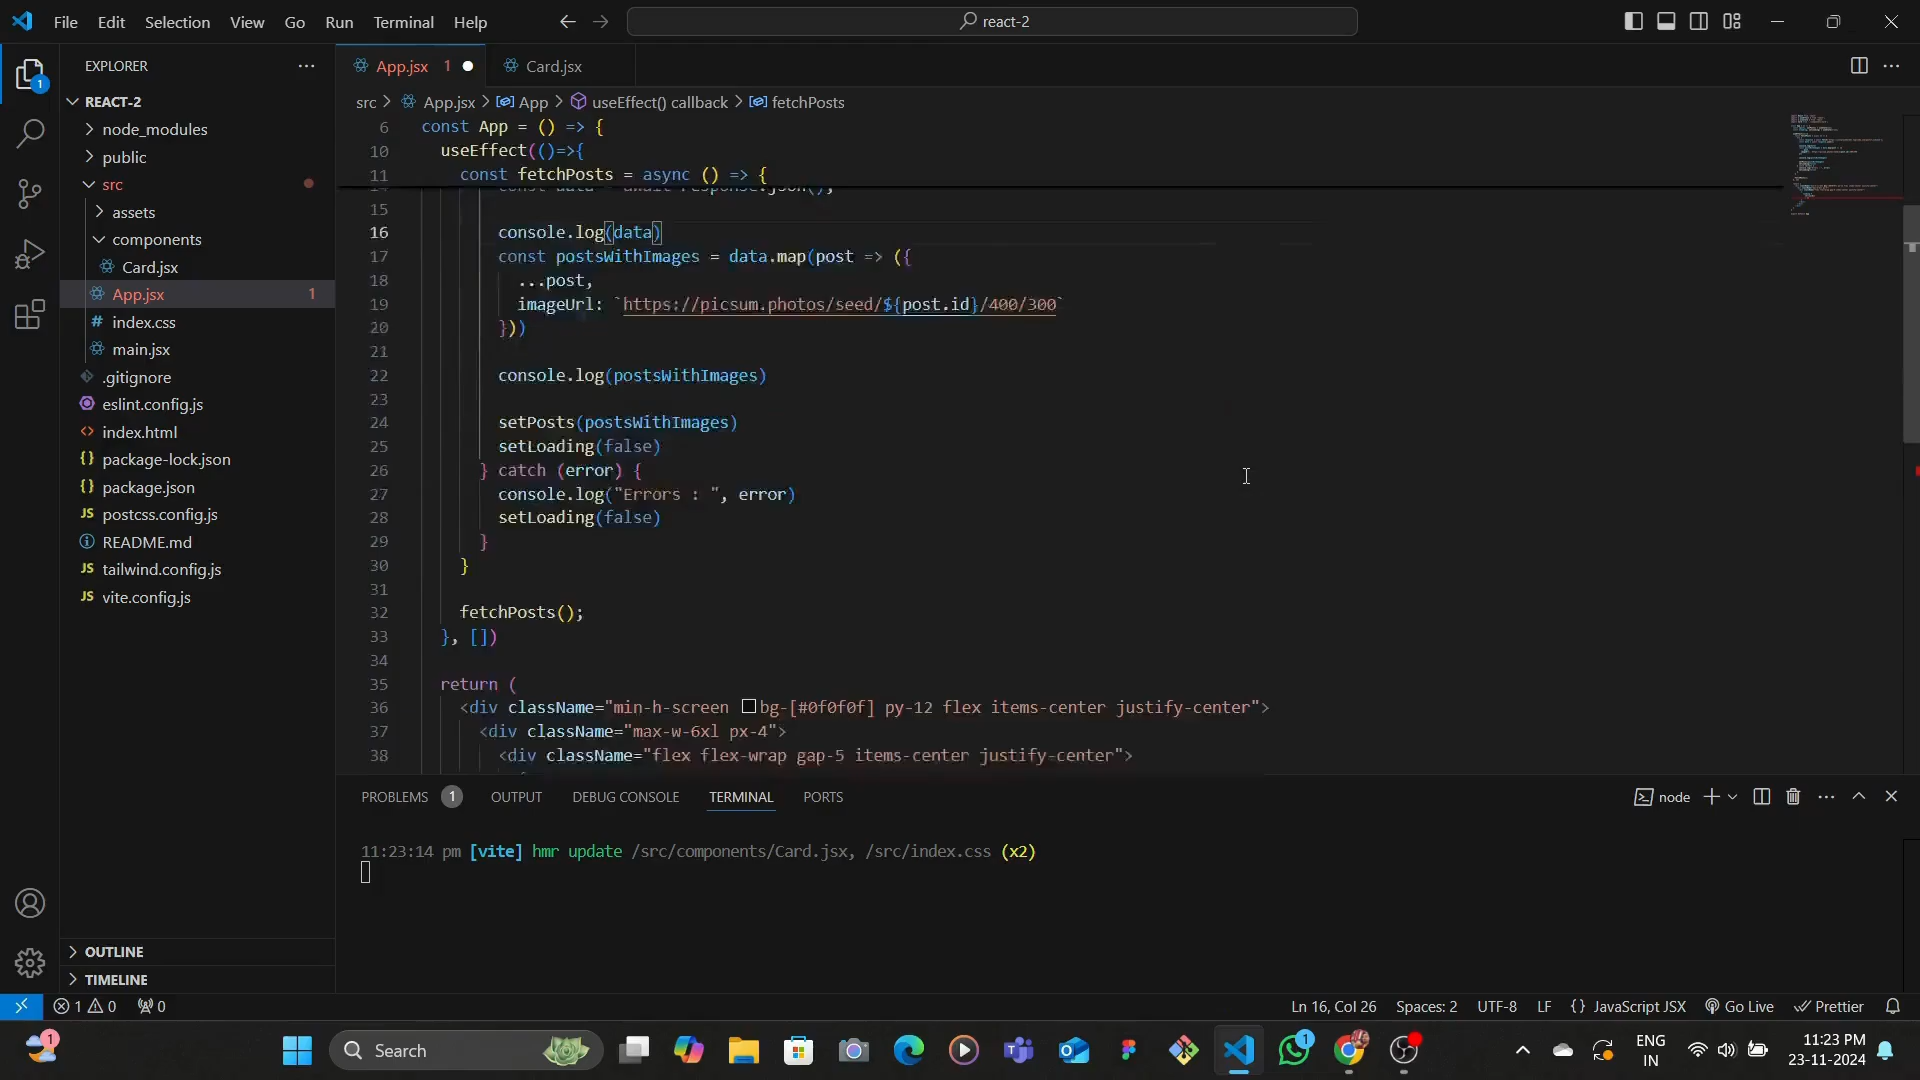 File Edit Selection View Go Run Terminal Help
react-2
EXPLORER
REACT-2
node_modules
public
src
assets
components
Card.jsx
App.jsx 1
index.css
main.jsx
.gitignore
eslint.config.js
index.html
package-lock.json
package.json
postcss.config.js
README.md
tailwind.config.js
vite.config.js
OUTLINE
TIMELINE
App.jsx 1 Card.jsx
src > App.jsx > App > useEffect() callback > fetchPosts
6 const App = () => {
10 useEffect(()=>{
11 const fetchPosts = async () => {
const data = await response.json();
15
16 console.log(data)
17 const postsWithImages = data.map(post => ({
18 ...post,
19 imageUrl: `https://picsum.photos/seed/${post.id}/400/300`
20 }))
21
22 console.log(postsWithImages)
23
24 setPosts(postsWithImages)
25 setLoading(false)
26 } catch (error) {
27 console.log("Errors : ", error)
28 setLoading(false)
29 }
30 }
31
32 fetchPosts();
33 }, [])
34
35 return (
36 <div className="min-h-screen bg-[#0f0f0f] py-12 flex items-center justify-center">
37 <div className="max-w-6xl px-4">
38 <div className="flex flex-wrap gap-5 items-center justify-center">
PROBLEMS 1 OUTPUT DEBUG CONSOLE TERMINAL PORTS
node
11:23:14 pm [vite] hmr update /src/components/Card.jsx, /src/index.css (x2)
1 0 0
Ln 16, Col 26 Spaces: 2 UTF-8 LF {} JavaScript JSX Go Live Prettier
1 Search 1
ENG
IN
11:23 PM
23-11-2024